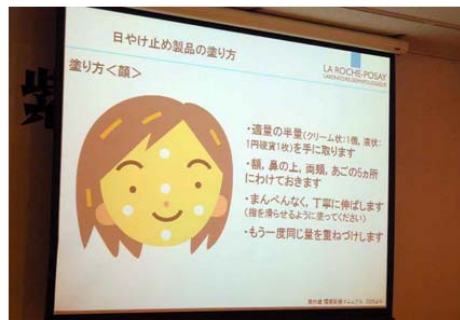 日やけ止め製品の塗り方
LA ROCHE-POSAY
LABORATOIRE DERMATOLOGIQUE
塗り方<顔>
・適量の半量(クリーム状:1個, 液状:
1円硬貨1枚)を手に取ります
・額, 鼻の上, 両頬, あごの5ヵ所
にわけておきます
・まんべんなく, 丁寧に伸ばします
(指を滑らせるように塗ってください)
・もう一度同じ量を重ねづけします
紫